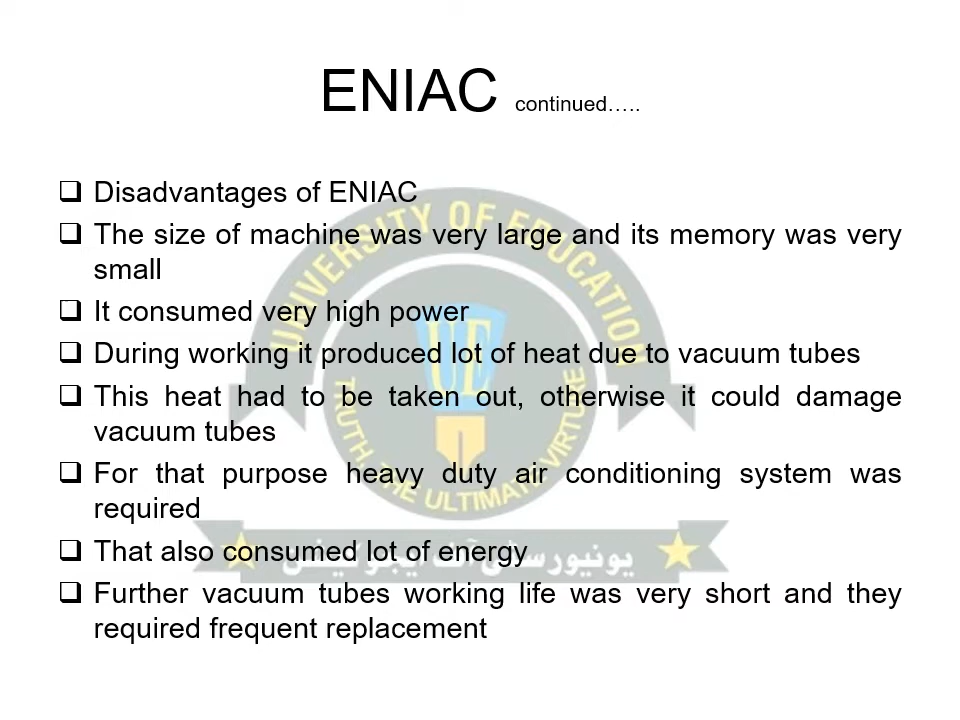 ENIAC continued…..
❑ Disadvantages of ENIAC
❑ The size of machine was very large and its memory was very
small
❑ It consumed very high power
❑ During working it produced lot of heat due to vacuum tubes
❑ This heat had to be taken out, otherwise it could damage
vacuum tubes
❑ For that purpose heavy duty air conditioning system was
required
❑ That also consumed lot of energy
❑ Further vacuum tubes working life was very short and they
required frequent replacement
UNIVERSITY OF EDUCATION
UE
TRUTH THE ULTIMATE VIRTUE
یونیورسٹی آف ایجوکیشن